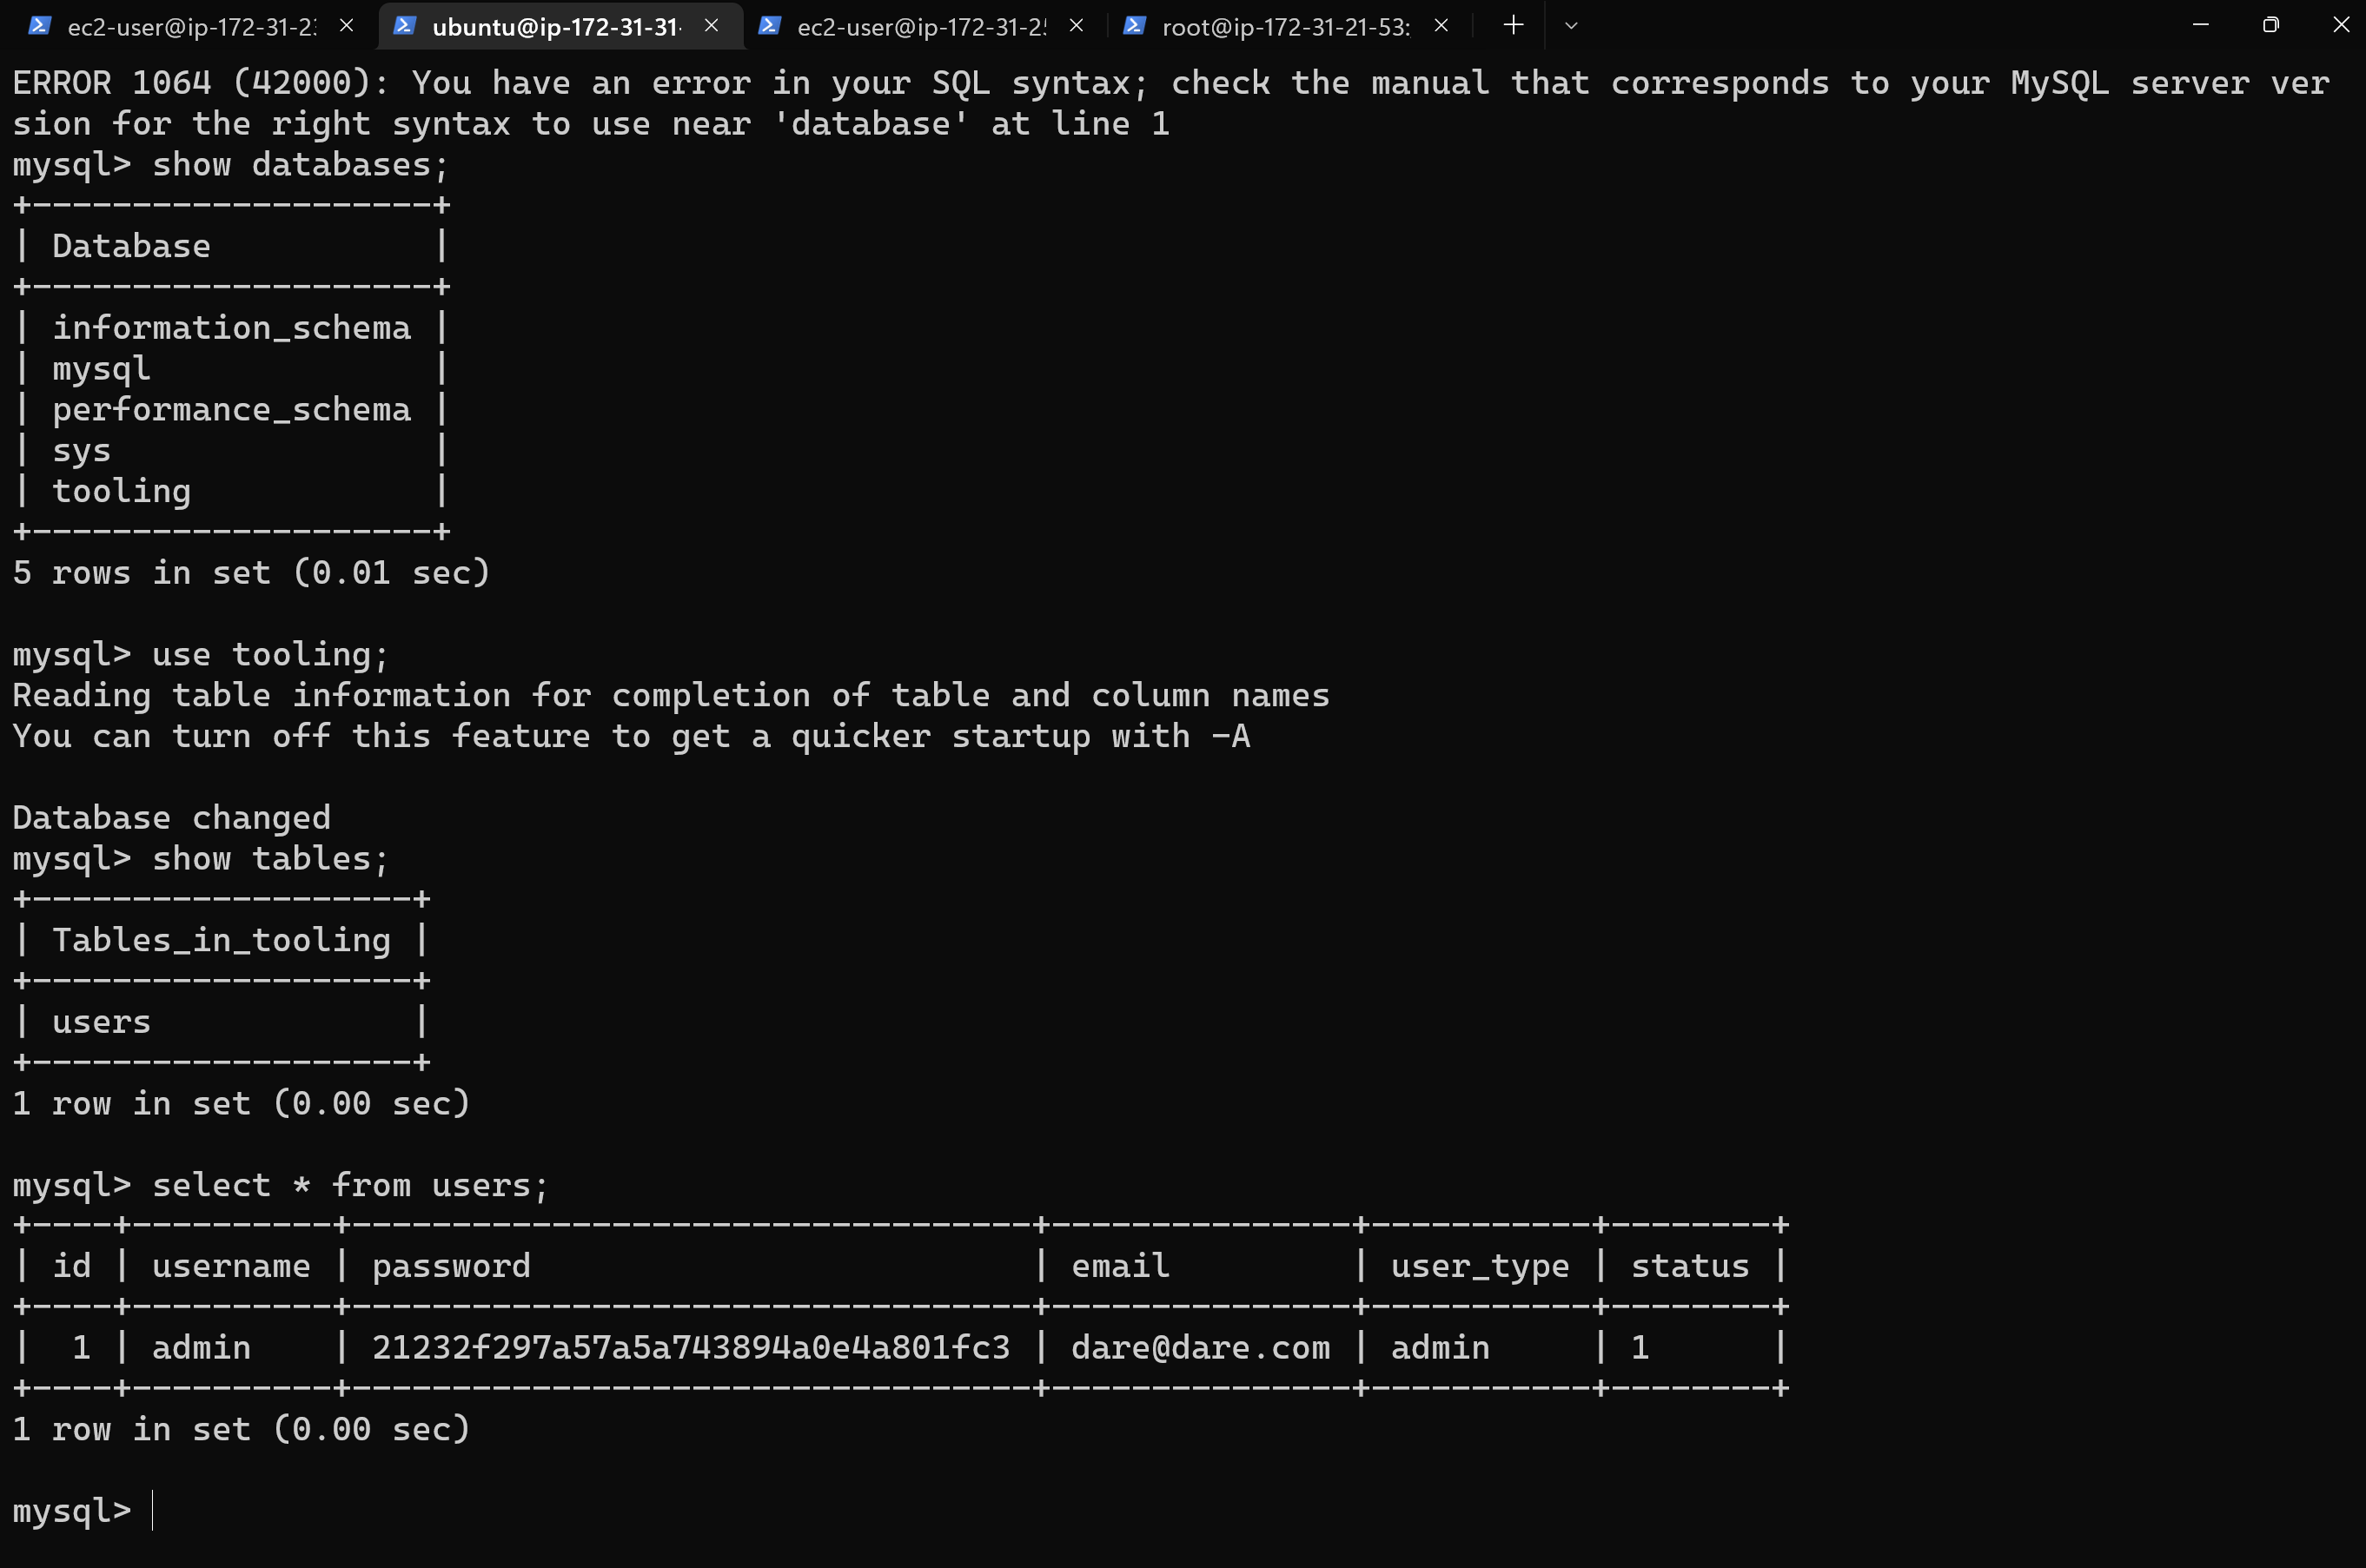 ec2-user@ip-172-31-2 ubuntu@ip-172-31-31- ec2-user@ip-172-31-25 root@ip-172-31-21-53:
ERROR 1064 (42000): You have an error in your SQL syntax; check the manual that corresponds to your MySQL server ver
sion for the right syntax to use near 'database' at line 1
mysql> show databases;
+--------------------+
| Database           |
+--------------------+
| information_schema |
| mysql              |
| performance_schema |
| sys                |
| tooling            |
+--------------------+
5 rows in set (0.01 sec)

mysql> use tooling;
Reading table information for completion of table and column names
You can turn off this feature to get a quicker startup with -A

Database changed
mysql> show tables;
+-------------------+
| Tables_in_tooling |
+-------------------+
| users             |
+-------------------+
1 row in set (0.00 sec)

mysql> select * from users;
+----+----------+----------------------------------+---------------+-----------+--------+
| id | username | password                         | email         | user_type | status |
+----+----------+----------------------------------+---------------+-----------+--------+
|  1 | admin    | 21232f297a57a5a743894a0e4a801fc3 | dare@dare.com | admin     | 1      |
+----+----------+----------------------------------+---------------+-----------+--------+
1 row in set (0.00 sec)

mysql>